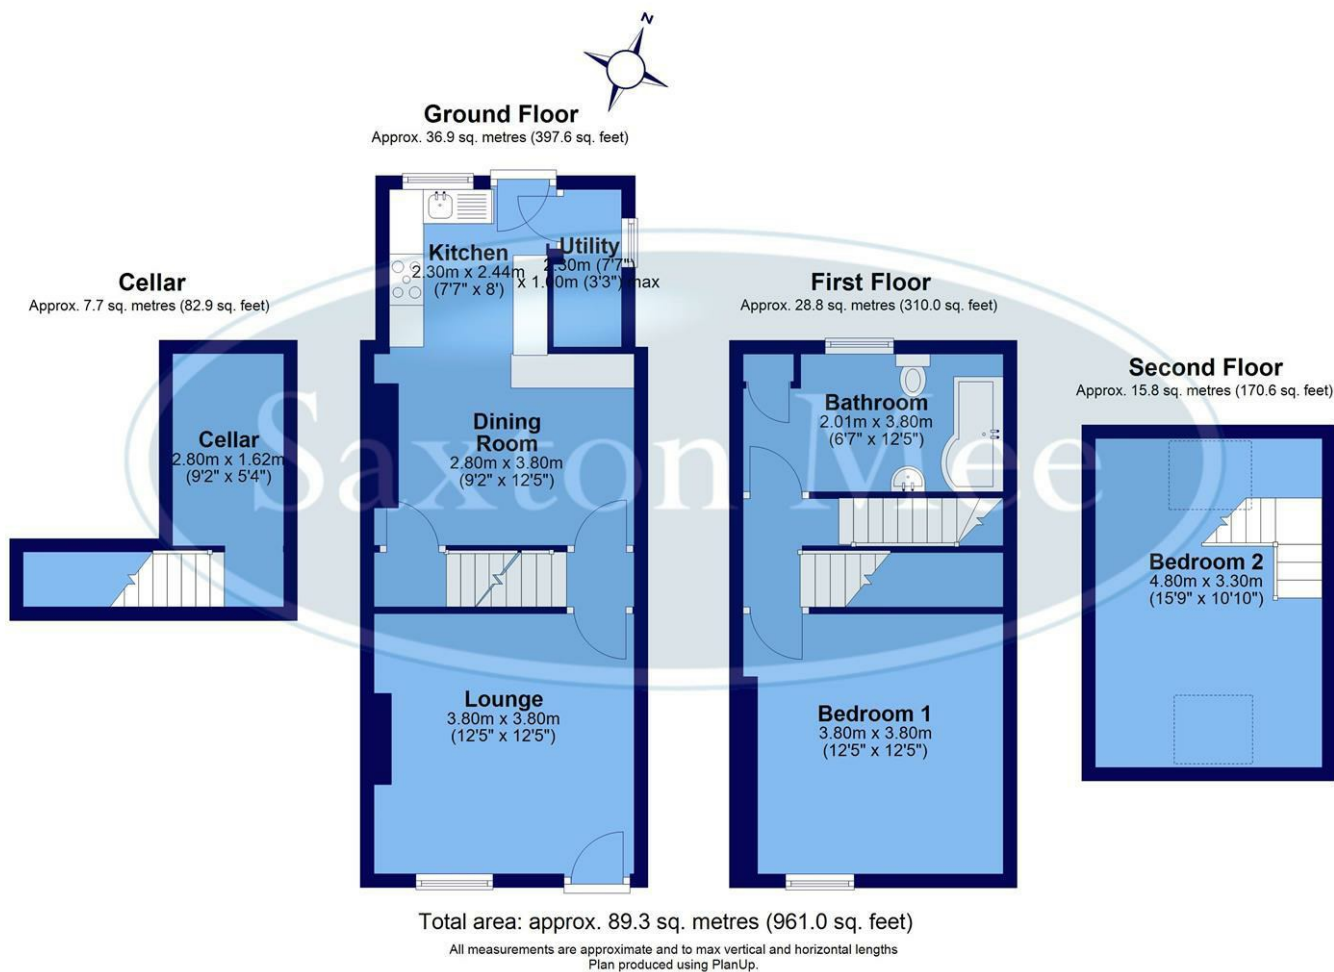 N
Ground Floor
Approx. 36.9 sq. metres (397.6 sq. feet)
Kitchen
2.30m x 2.44m
(7'7" x 8')
Utility
2.30m (7'7")
x 1.00m (3'3") max
Dining
Room
2.80m x 3.80m
(9'2" x 12'5")
Lounge
3.80m x 3.80m
(12'5" x 12'5")
Cellar
Approx. 7.7 sq. metres (82.9 sq. feet)
Cellar
2.80m x 1.62m
(9'2" x 5'4")
First Floor
Approx. 28.8 sq. metres (310.0 sq. feet)
Bathroom
2.01m x 3.80m
(6'7" x 12'5")
Bedroom 1
3.80m x 3.80m
(12'5" x 12'5")
Second Floor
Approx. 15.8 sq. metres (170.6 sq. feet)
Bedroom 2
4.80m x 3.30m
(15'9" x 10'10")
Saxton Mee
Total area: approx. 89.3 sq. metres (961.0 sq. feet)
All measurements are approximate and to max vertical and horizontal lengths
Plan produced using PlanUp.